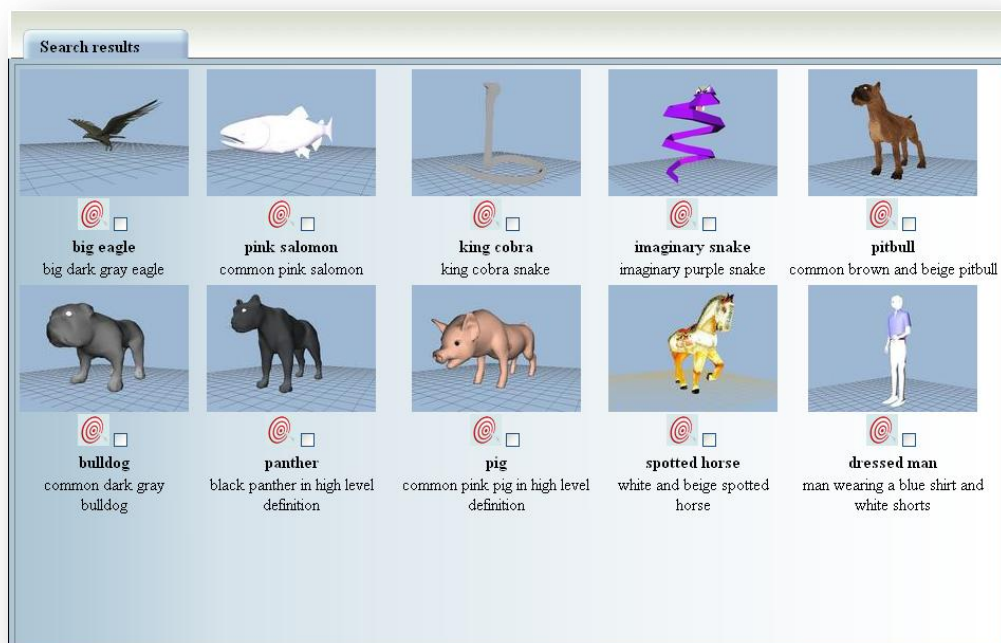 Search results
big eagle
big dark gray eagle
pink salomon
common pink salomon
king cobra
king cobra snake
imaginary snake
imaginary purple snake
pitbull
common brown and beige pitbull
bulldog
common dark gray
bulldog
panther
black panther in high level
definition
pig
common pink pig in high level
definition
spotted horse
white and beige spotted
horse
dressed man
man wearing a blue shirt and
white shorts